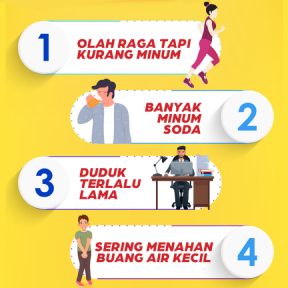 1
OLAH RAGA TAPI
KURANG MINUM
BANYAK
MINUM
SODA
2
3
DUDUK
TERLALU
LAMA
SERING MENAHAN
BUANG AIR KECIL
4